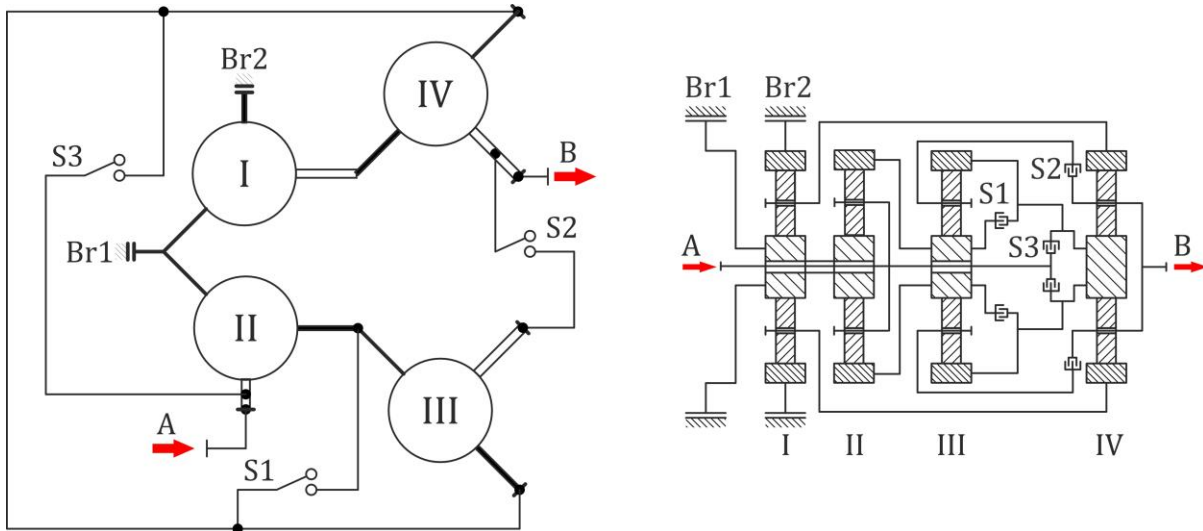 Br2
IV
S3
I
B
Br1
S2
II
A
III
S1
Br1 Br2
S2
S1
A
S3
B
I II III IV